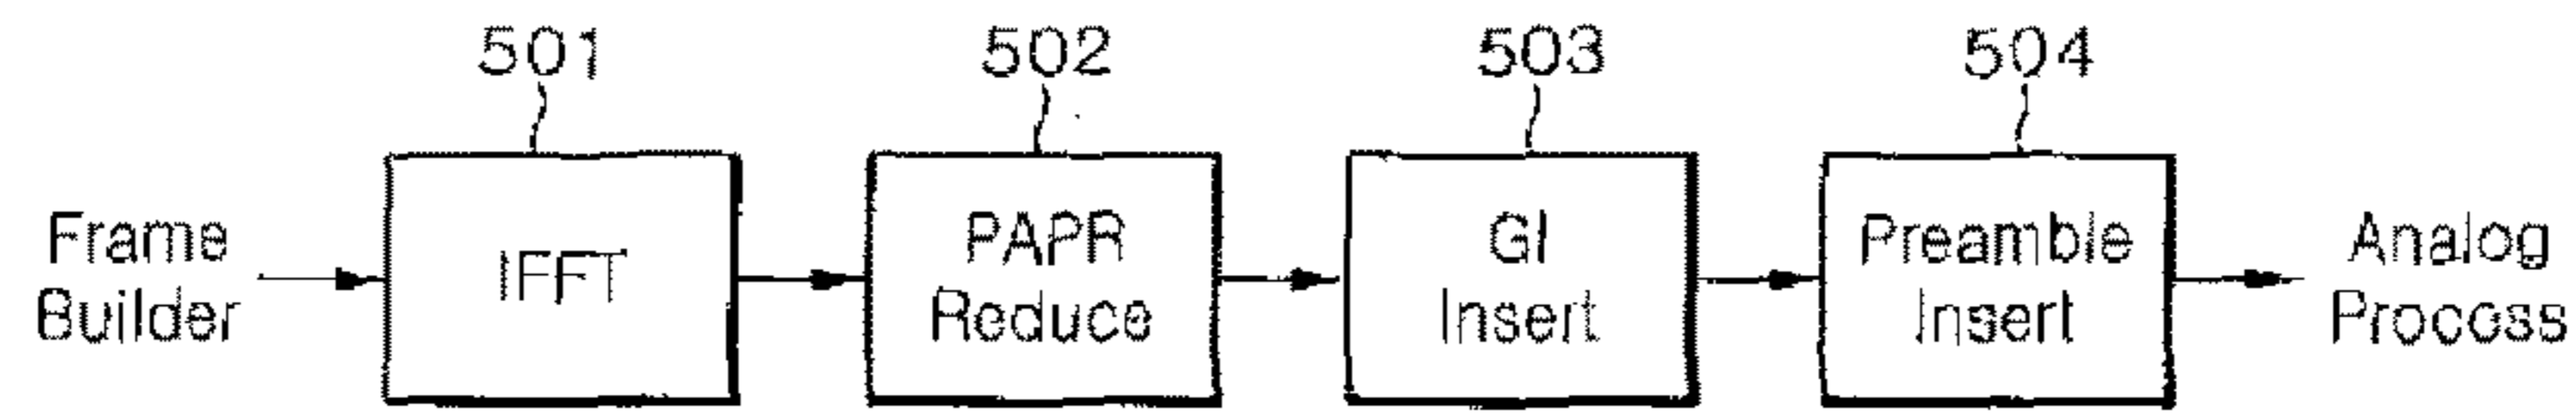 501
502
503
504
Frame
Builder
IFFT
PAPR
Reduce
GI
Insert
Preamble
Insert
Analog
Process